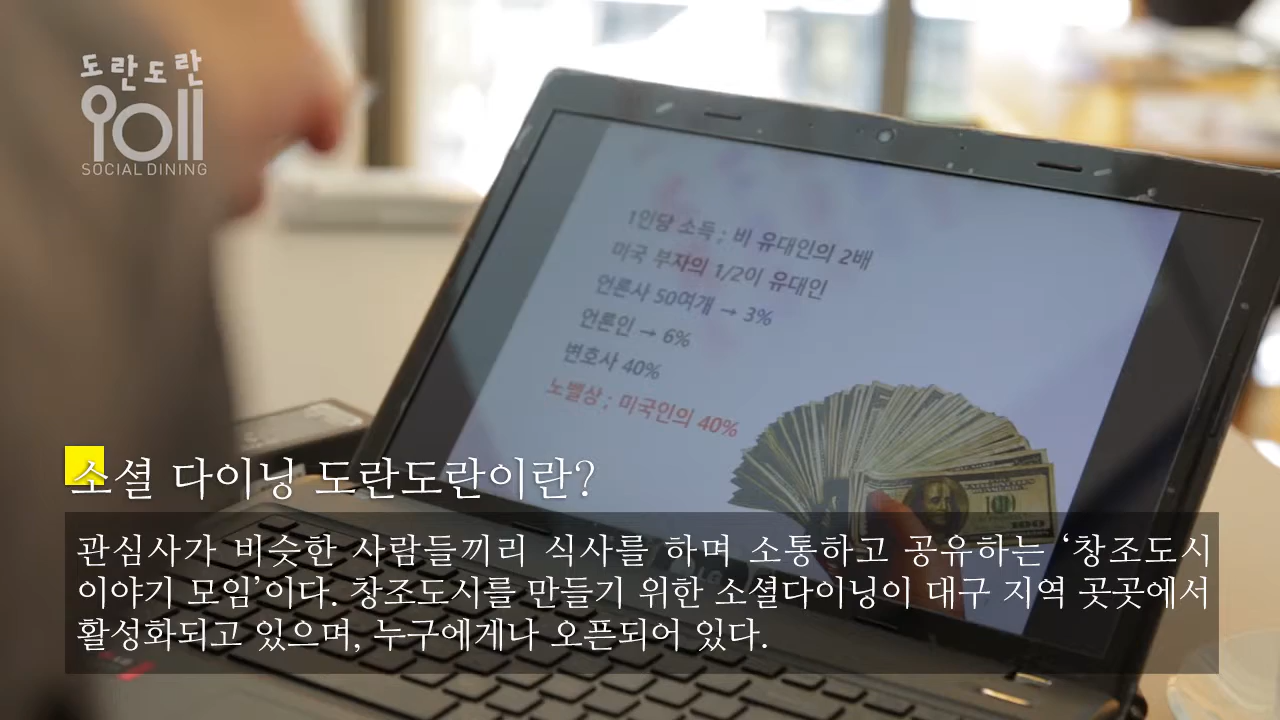 도란도란
SOCIAL DINING
1인당 소득 ; 비 유대인의 2배
미국 부자의 1/2이 유대인
언론사 50여개 → 3%
언론인 → 6%
변호사 40%
노벨상 ; 미국인의 40%
100
소셜 다이닝 도란도란이란?
관심사가 비슷한 사람들끼리 식사를 하며 소통하고 공유하는 ‘창조도시
이야기 모임’이다. 창조도시를 만들기 위한 소셜다이닝이 대구 지역 곳곳에서
활성화되고 있으며, 누구에게나 오픈되어 있다.